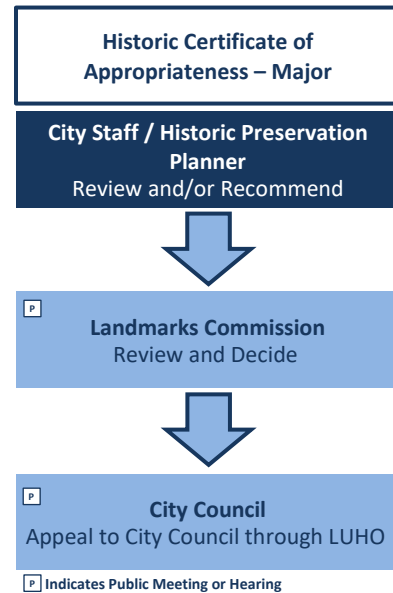 Historic Certificate of
Appropriateness – Major
City Staff / Historic Preservation
Planner
Review and/or Recommend
P
Landmarks Commission
Review and Decide
P
City Council
Appeal to City Council through LUHO
P Indicates Public Meeting or Hearing